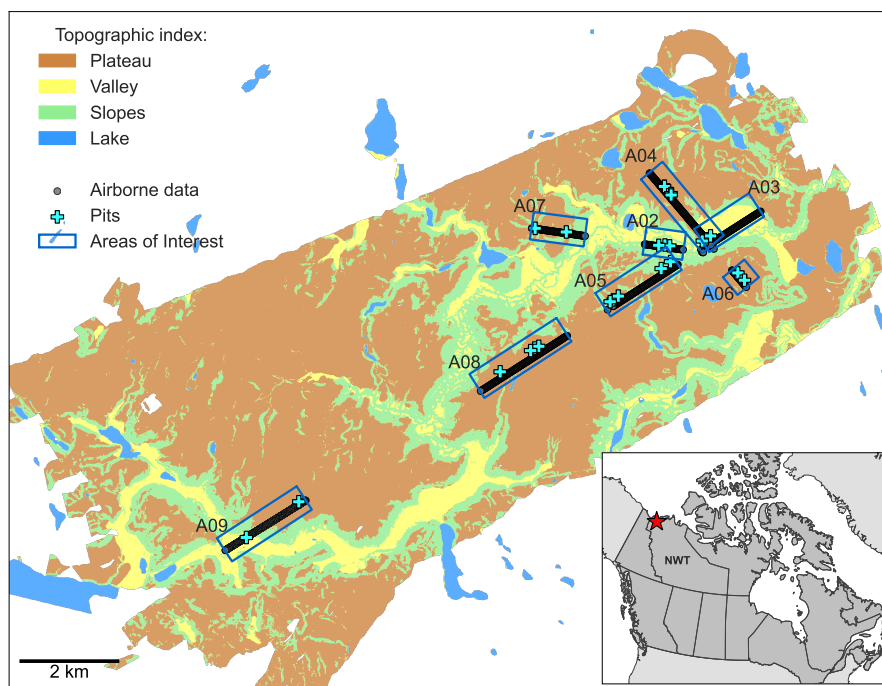 Topographic index:
Plateau
Valley
Slopes
Lake
Airborne data
Pits
Areas of Interest
A04
A03
A07
A02
A05
A06
A08
A09
NWT
2 km